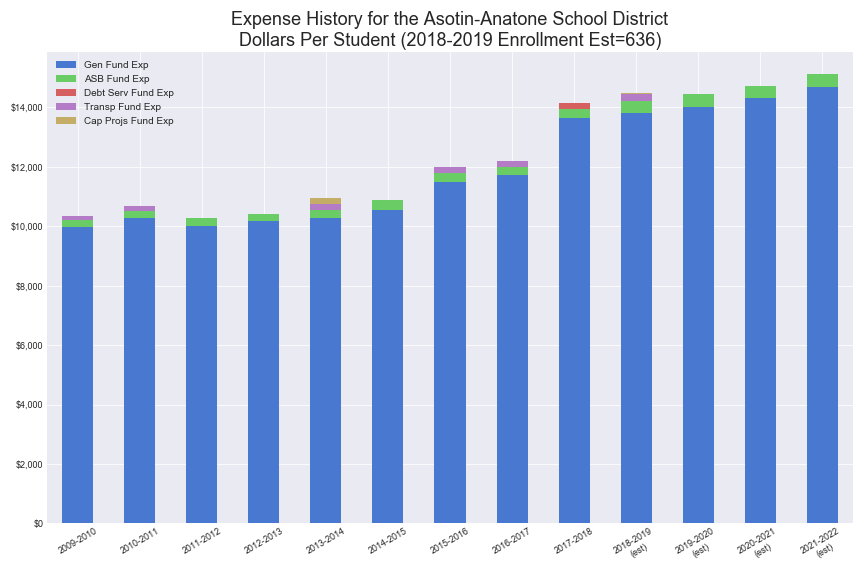 Expense History for the Asotin-Anatone School District
Dollars Per Student (2018-2019 Enrollment Est=636)
Gen Fund Exp
ASB Fund Exp
Debt Serv Fund Exp
Transp Fund Exp
Cap Projs Fund Exp
$14,000
$12,000
$10,000
$8,000
$6,000
$4,000
$2,000
$0
2009-2010
2010-2011
2011-2012
2012-2013
2013-2014
2014-2015
2015-2016
2016-2017
2017-2018
2018-2019
(est)
2019-2020
(est)
2020-2021
(est)
2021-2022
(est)